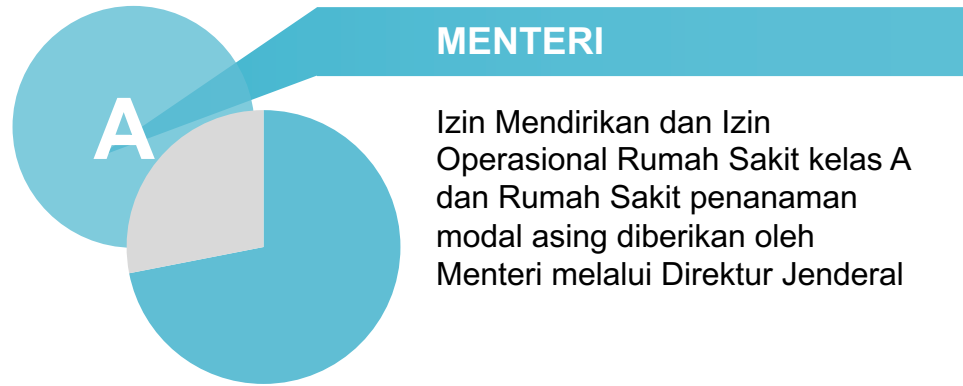 MENTERI
A
Izin Mendirikan dan Izin
Operasional Rumah Sakit kelas A
dan Rumah Sakit penanaman
modal asing diberikan oleh
Menteri melalui Direktur Jenderal